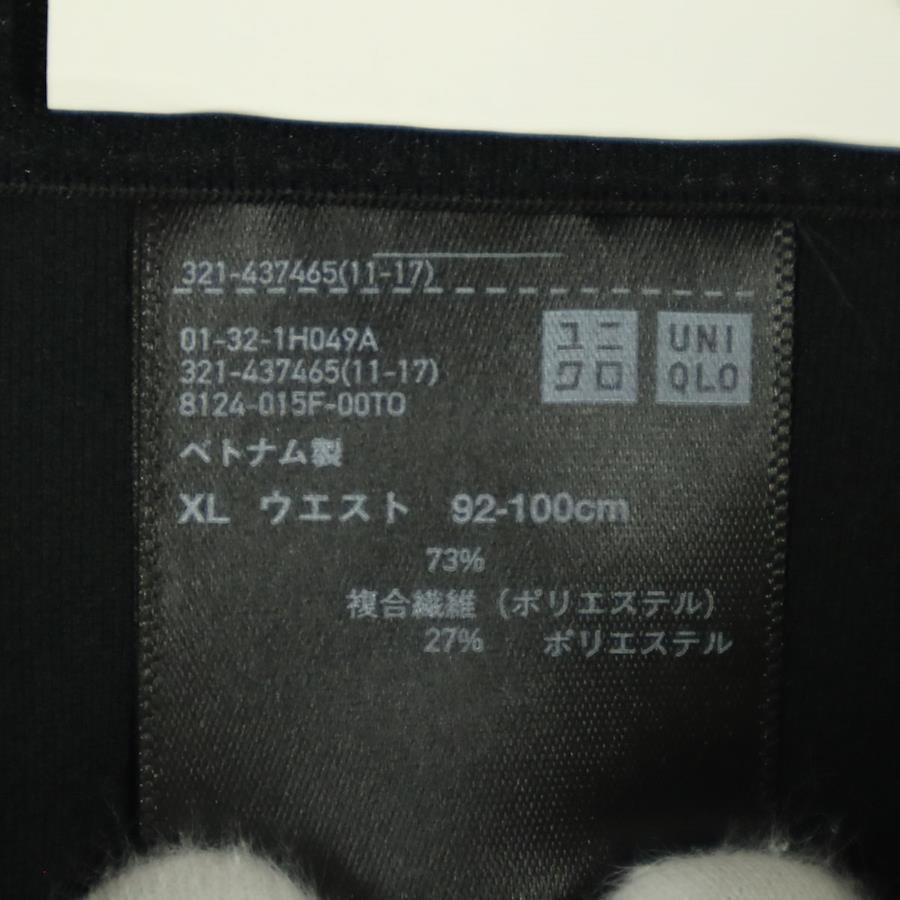 321-437465(11-17)
01-32-1H049A
321-437465(11-17)
8124-015F-00TO
ユニ
クロ
UNI
QLO
ベトナム製
XL ウエスト 92-100cm
73%
複合繊維（ポリエステル）
27% ポリエステル